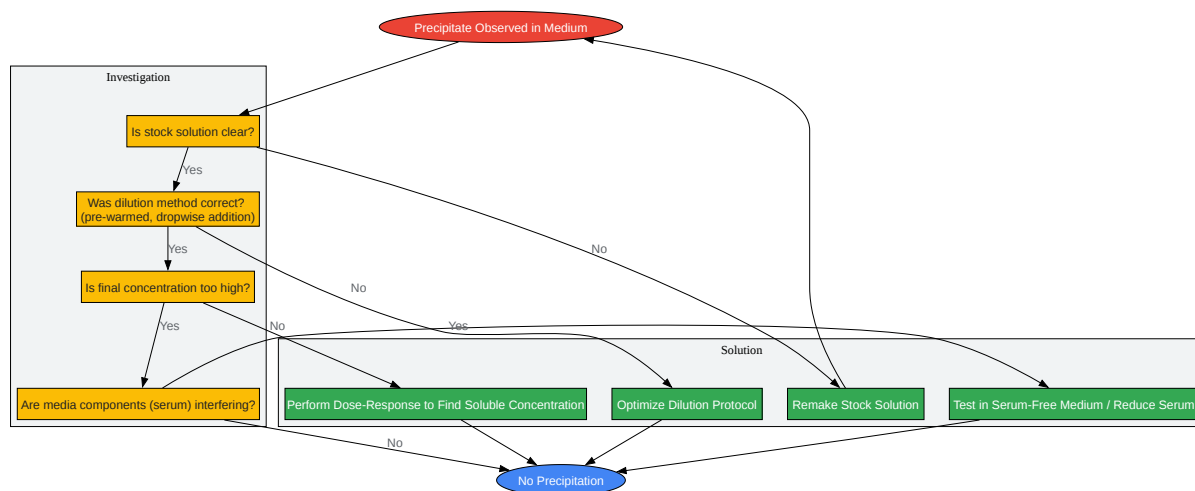 Precipitate Observed in Medium
Investigation
Is stock solution clear?
Yes
Was dilution method correct?
(pre-warmed, dropwise addition)
Yes
No
Is final concentration too high?
No
Yes
No
Yes
Solution
Are media components (serum) interfering?
Perform Dose-Response to Find Soluble Concentration
Optimize Dilution Protocol
Remake Stock Solution
Test in Serum-Free Medium / Reduce Serum
No
No Precipitation